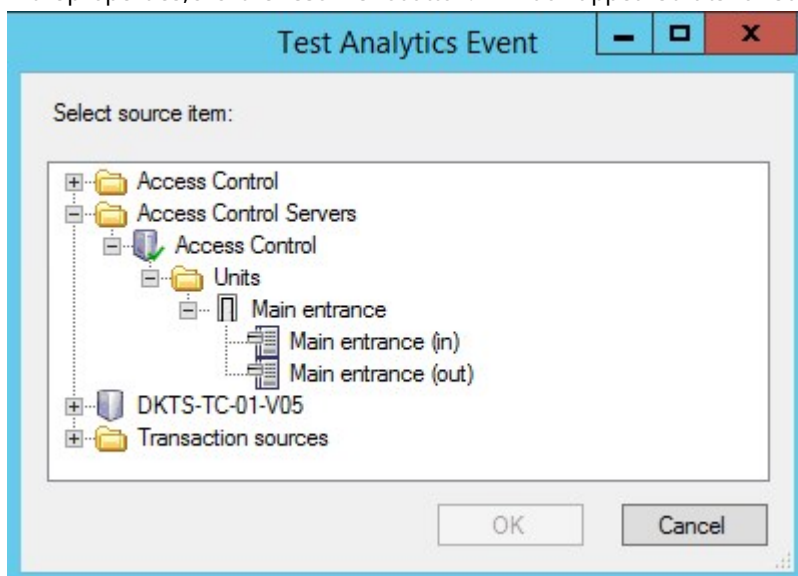 Test Analytics Event
Select source item:
Access Control
Access Control Servers
Access Control
Units
Main entrance
Main entrance (in)
Main entrance (out)
DKTS-TC-01-V05
Transaction sources
OK
Cancel